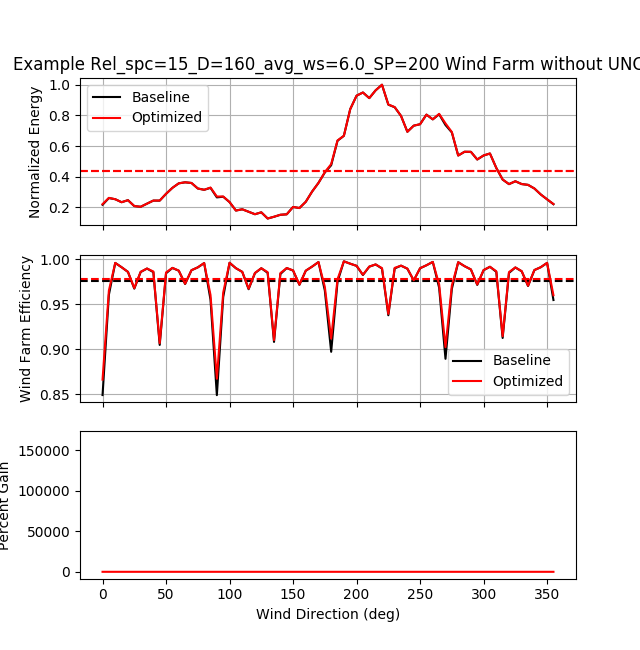 Example Rel_spc=15_D=160_avg_ws=6.0_SP=200 Wind Farm without UNC
Normalized Energy
1.0
0.8
0.6
0.4
0.2
Baseline
Optimized
Wind Farm Efficiency
1.00
0.95
0.90
0.85
Baseline
Optimized
Percent Gain
150000
100000
50000
0
0 50 100 150 200 250 300 350
Wind Direction (deg)